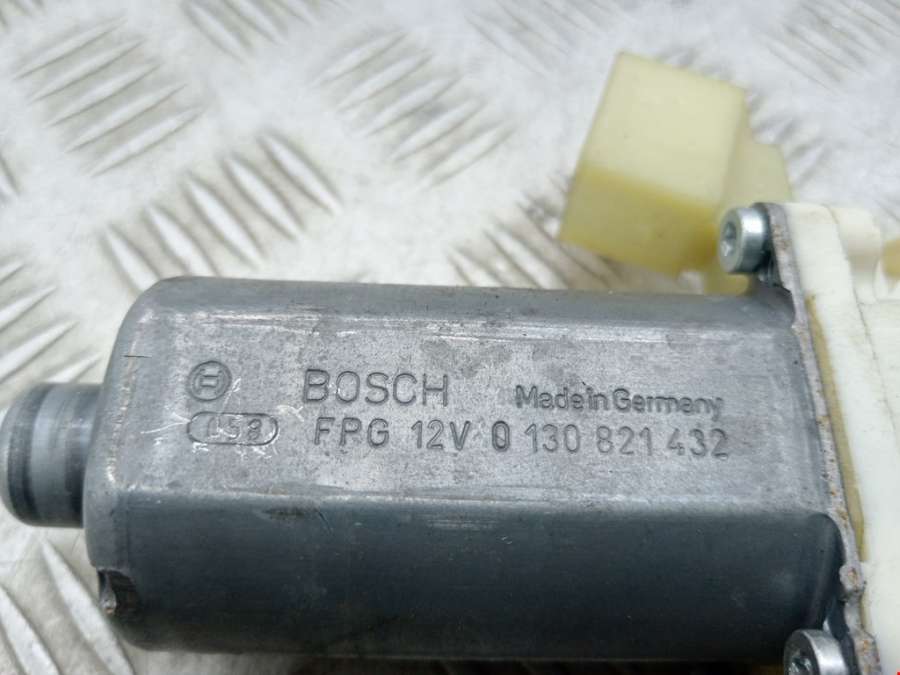 BOSCH Made in Germany
FPG 12V 0 130 821 432